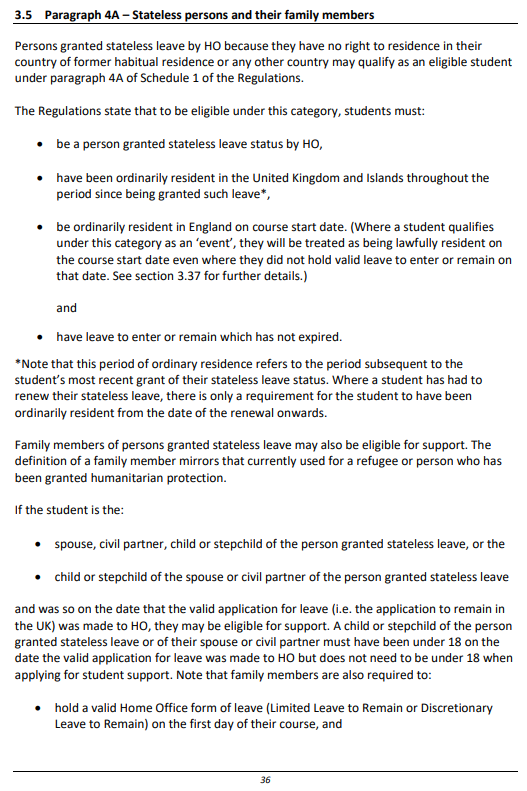 3.5 Paragraph 4A – Stateless persons and their family members
Persons granted stateless leave by HO because they have no right to residence in their
country of former habitual residence or any other country may qualify as an eligible student
under paragraph 4A of Schedule 1 of the Regulations.
The Regulations state that to be eligible under this category, students must:
• be a person granted stateless leave status by HO,
• have been ordinarily resident in the United Kingdom and Islands throughout the
period since being granted such leave*,
• be ordinarily resident in England on course start date. (Where a student qualifies
under this category as an ‘event’, they will be treated as being lawfully resident on
the course start date even where they did not hold valid leave to enter or remain on
that date. See section 3.37 for further details.)
and
• have leave to enter or remain which has not expired.
*Note that this period of ordinary residence refers to the period subsequent to the
student’s most recent grant of their stateless leave status. Where a student has had to
renew their stateless leave, there is only a requirement for the student to have been
ordinarily resident from the date of the renewal onwards.
Family members of persons granted stateless leave may also be eligible for support. The
definition of a family member mirrors that currently used for a refugee or person who has
been granted humanitarian protection.
If the student is the:
• spouse, civil partner, child or stepchild of the person granted stateless leave, or the
• child or stepchild of the spouse or civil partner of the person granted stateless leave
and was so on the date that the valid application for leave (i.e. the application to remain in
the UK) was made to HO, they may be eligible for support. A child or stepchild of the person
granted stateless leave or of their spouse or civil partner must have been under 18 on the
date the valid application for leave was made to HO but does not need to be under 18 when
applying for student support. Note that family members are also required to:
• hold a valid Home Office form of leave (Limited Leave to Remain or Discretionary
Leave to Remain) on the first day of their course, and
36